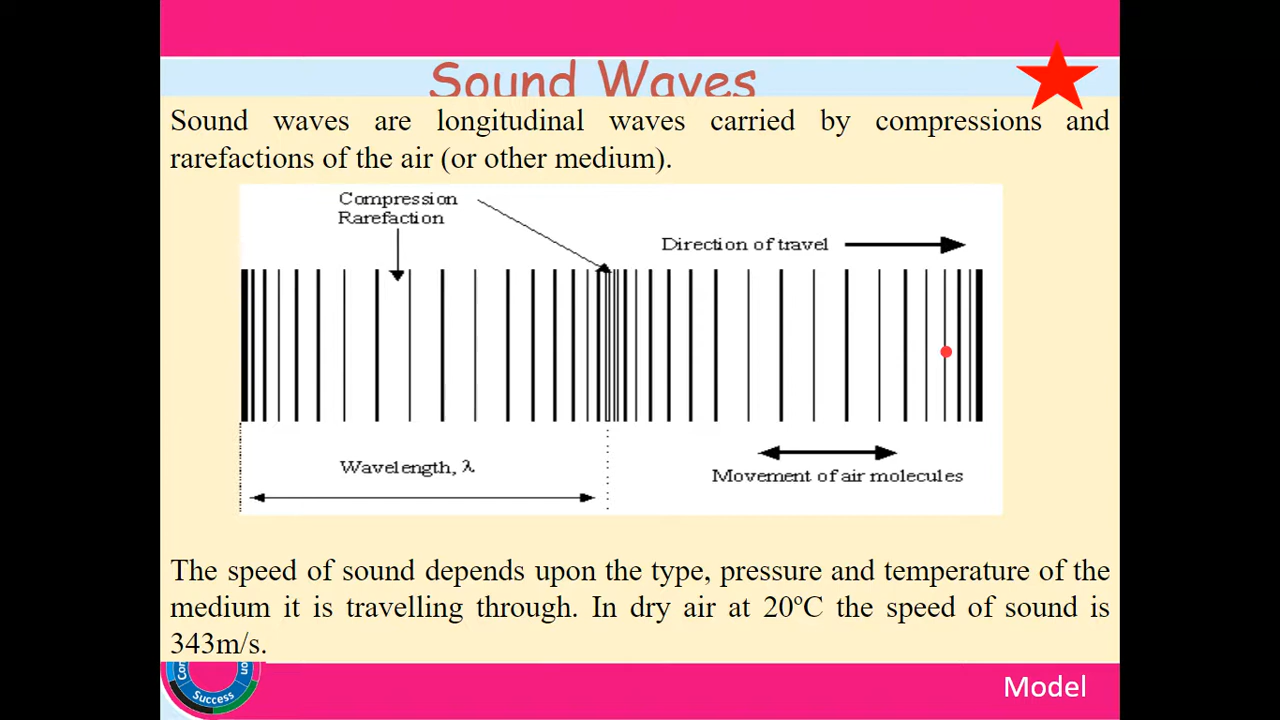 Sound Waves
Sound waves are longitudinal waves carried by compressions and
rarefactions of the air (or other medium).
Compression
Rarefaction
Direction of travel
Wavelength, λ
Movement of air molecules
The speed of sound depends upon the type, pressure and temperature of the
medium it is travelling through. In dry air at 20ºC the speed of sound is
343m/s.
Success
Model